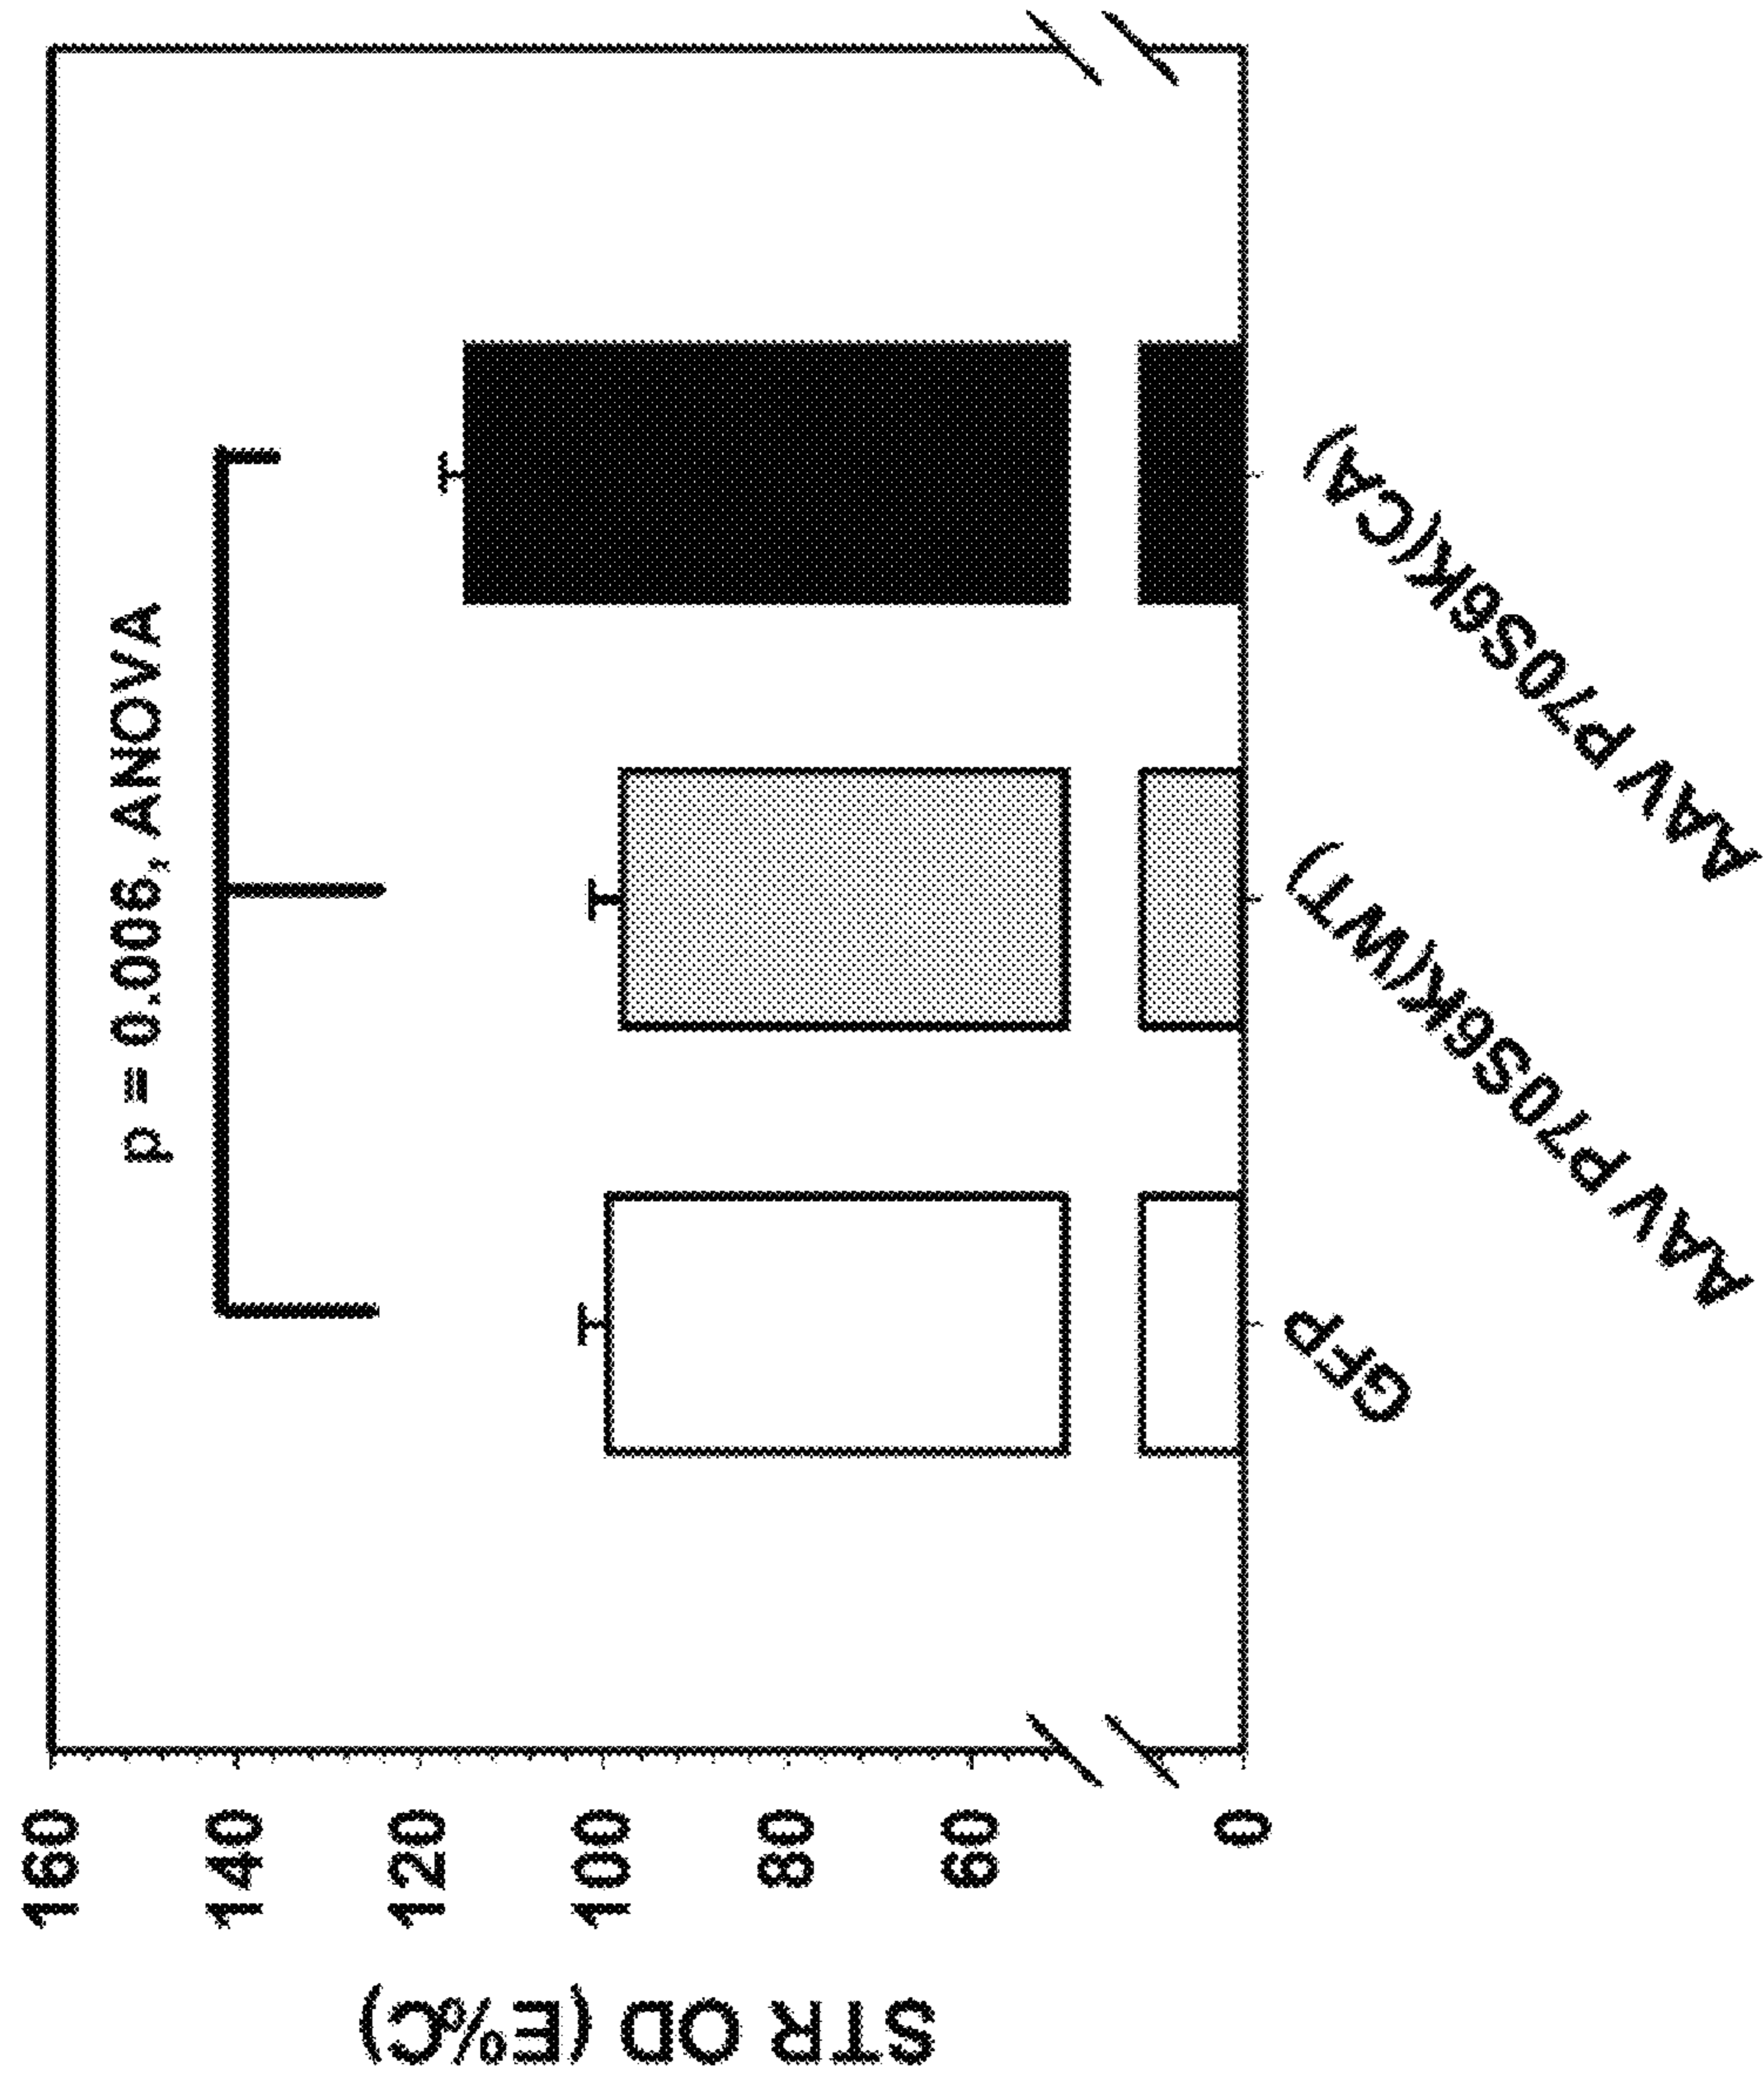 p = 0.006, ANOVA
STR OD (E%C)
160
140
120
100
80
60
0
GFP
AAV P70S6K(WT)
AAV P70S6K(CA)